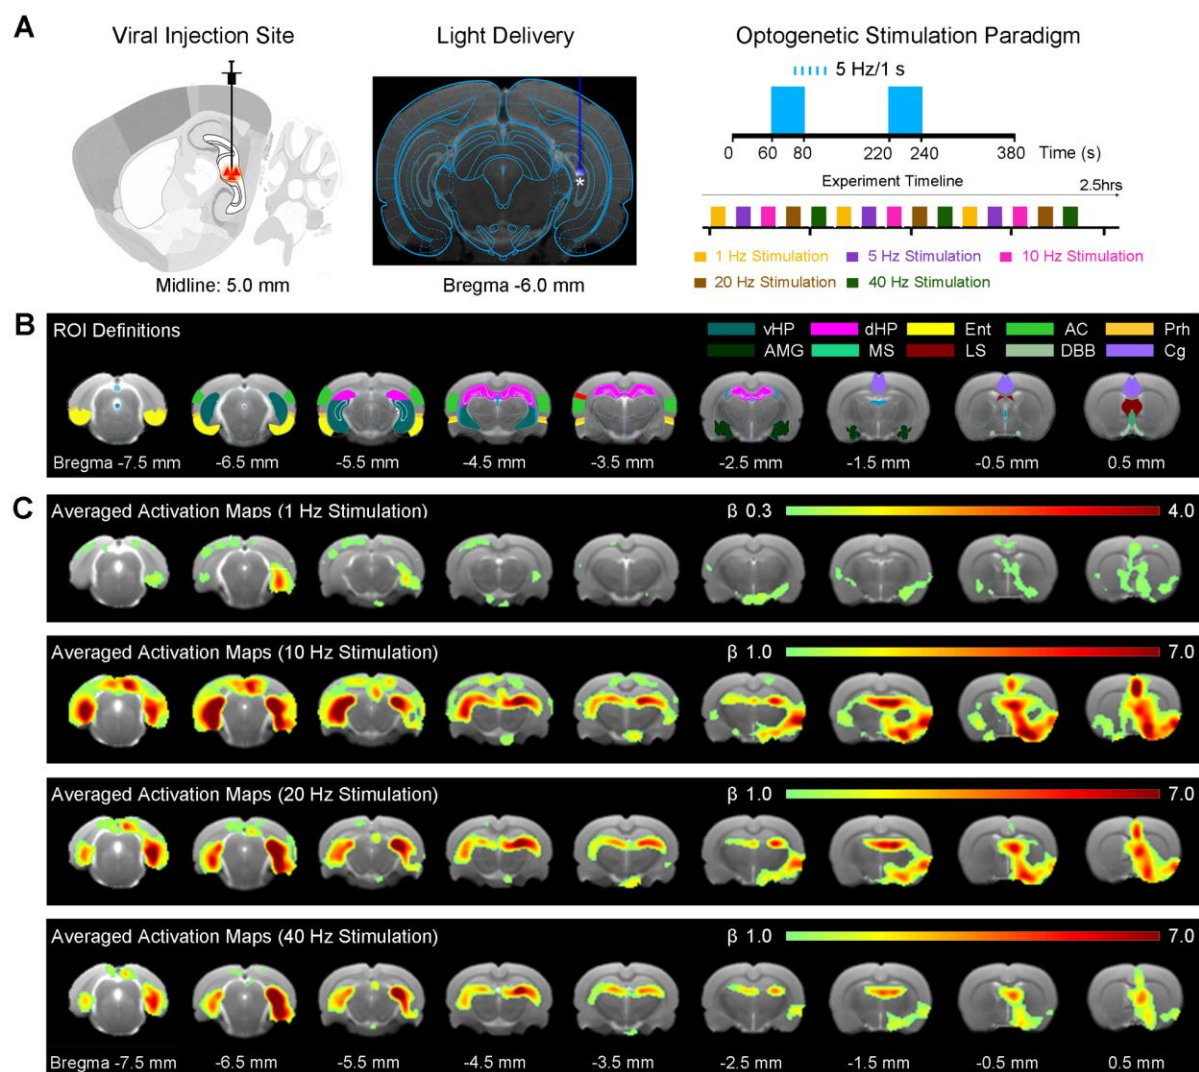 A
Viral Injection Site
Light Delivery
Optogenetic Stimulation Paradigm
5 Hz/1 s
0 60 80 220 240 380 Time (s)
Experiment Timeline
2.5hrs
1 Hz Stimulation 5 Hz Stimulation 10 Hz Stimulation
20 Hz Stimulation 40 Hz Stimulation
*
Midline: 5.0 mm
Bregma -6.0 mm
B
ROI Definitions
vHP dHP Ent AC Prh
AMG MS LS DBB Cg
Bregma -7.5 mm -6.5 mm -5.5 mm -4.5 mm -3.5 mm -2.5 mm -1.5 mm -0.5 mm 0.5 mm
C
Averaged Activation Maps (1 Hz Stimulation) β 0.3 4.0
Averaged Activation Maps (10 Hz Stimulation) β 1.0 7.0
Averaged Activation Maps (20 Hz Stimulation) β 1.0 7.0
Averaged Activation Maps (40 Hz Stimulation) β 1.0 7.0
Bregma -7.5 mm -6.5 mm -5.5 mm -4.5 mm -3.5 mm -2.5 mm -1.5 mm -0.5 mm 0.5 mm